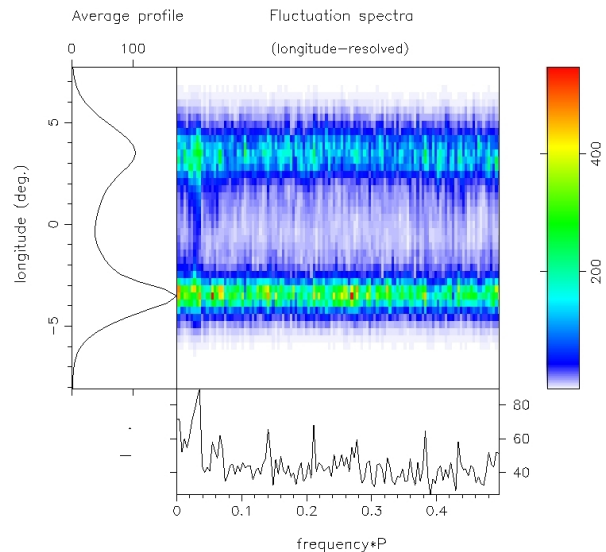 Average profile
Fluctuation spectra
(longitude-resolved)
0 100
5
0
-5
longitude (deg.)
400
200
80
60
40
0 0.1 0.2 0.3 0.4
frequency*P